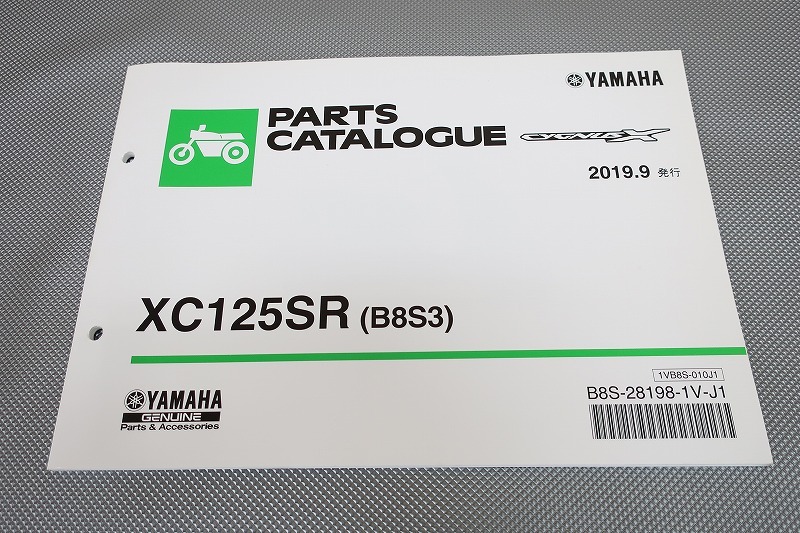 YAMAHA
PARTS
CATALOGUE
CYGNUS-X
2019.9 発行
XC125SR (B8S3)
1VB8S-010J1
B8S-28198-1V-J1
YAMAHA
GENUINE
Parts & Accessories